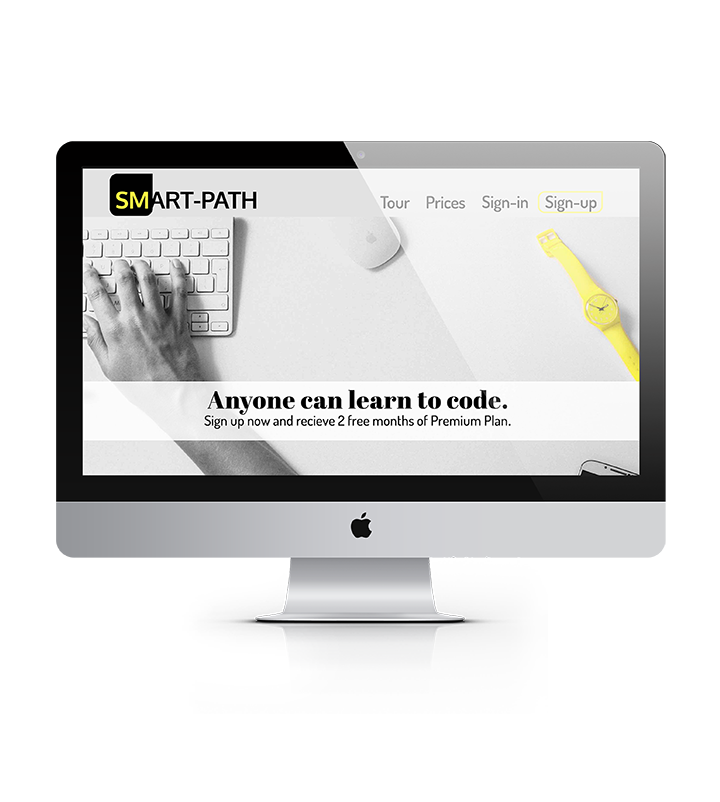 SMART-PATH
Tour Prices Sign-in Sign-up
Anyone can learn to code.
Sign up now and recieve 2 free months of Premium Plan.